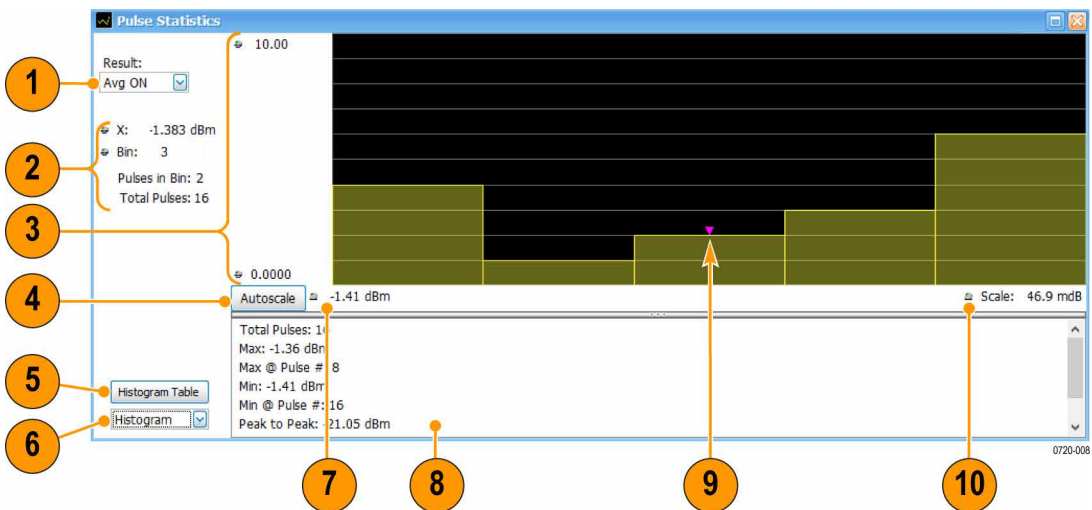 Pulse Statistics
10.00
Result:
Avg ON
X: -1.383 dBm
Bin: 3
Pulses in Bin: 2
Total Pulses: 16
0.0000
Autoscale
-1.41 dBm
Scale: 46.9 mdB
Total Pulses: 16
Max: -1.36 dBm
Max @ Pulse #: 8
Min: -1.41 dBm
Min @ Pulse #: 16
Peak to Peak: -21.05 dBm
Histogram Table
Histogram
0720-008
1
2
3
4
5
6
7
8
9
10